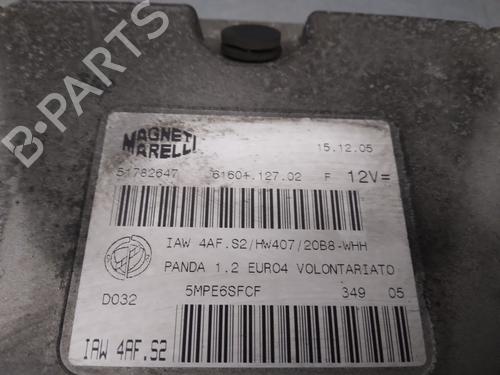 MAGNETI
MARELLI
15.12.05
51782647 6160+.127.02 F 12V=
IAW 4AF.S2/HW407/20B8-WHH
PANDA 1.2 EURO4 VOLONTARIATO
D032 5MPE6SFCF 349 05
IAW 4AF.S2